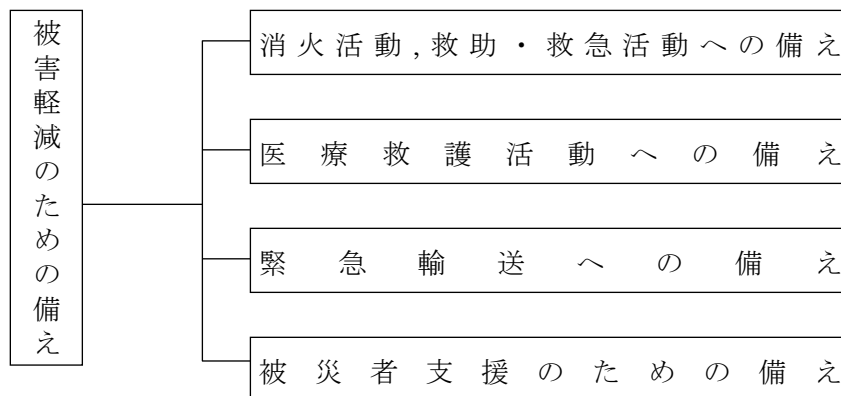 被害軽減のための備え
消火活動,救助・救急活動への備え
医療救護活動への備え
緊急輸送への備え
被災者支援のための備え